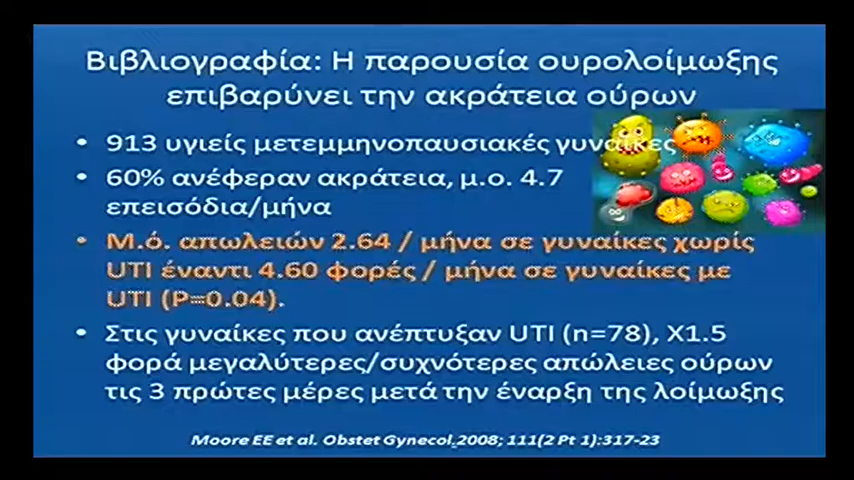 Βιβλιογραφία: Η παρουσία ουρολοίμωξης
επιβαρύνει την ακράτεια ούρων
• 913 υγιείς μετεμμηνοπαυσιακές γυναίκες
• 60% ανέφεραν ακράτεια, μ.ο. 4.7
επεισόδια/μήνα
• Μ.ό. απωλειών 2.64 / μήνα σε γυναίκες χωρίς
UTI έναντι 4.60 φορές / μήνα σε γυναίκες με
UTI (P=0.04).
• Στις γυναίκες που ανέπτυξαν UTI (n=78), Χ1.5
φορά μεγαλύτερες/συχνότερες απώλειες ούρων
τις 3 πρώτες μέρες μετά την έναρξη της λοίμωξης
Moore EE et al. Obstet Gynecol.2008; 111(2 Pt 1):317-23